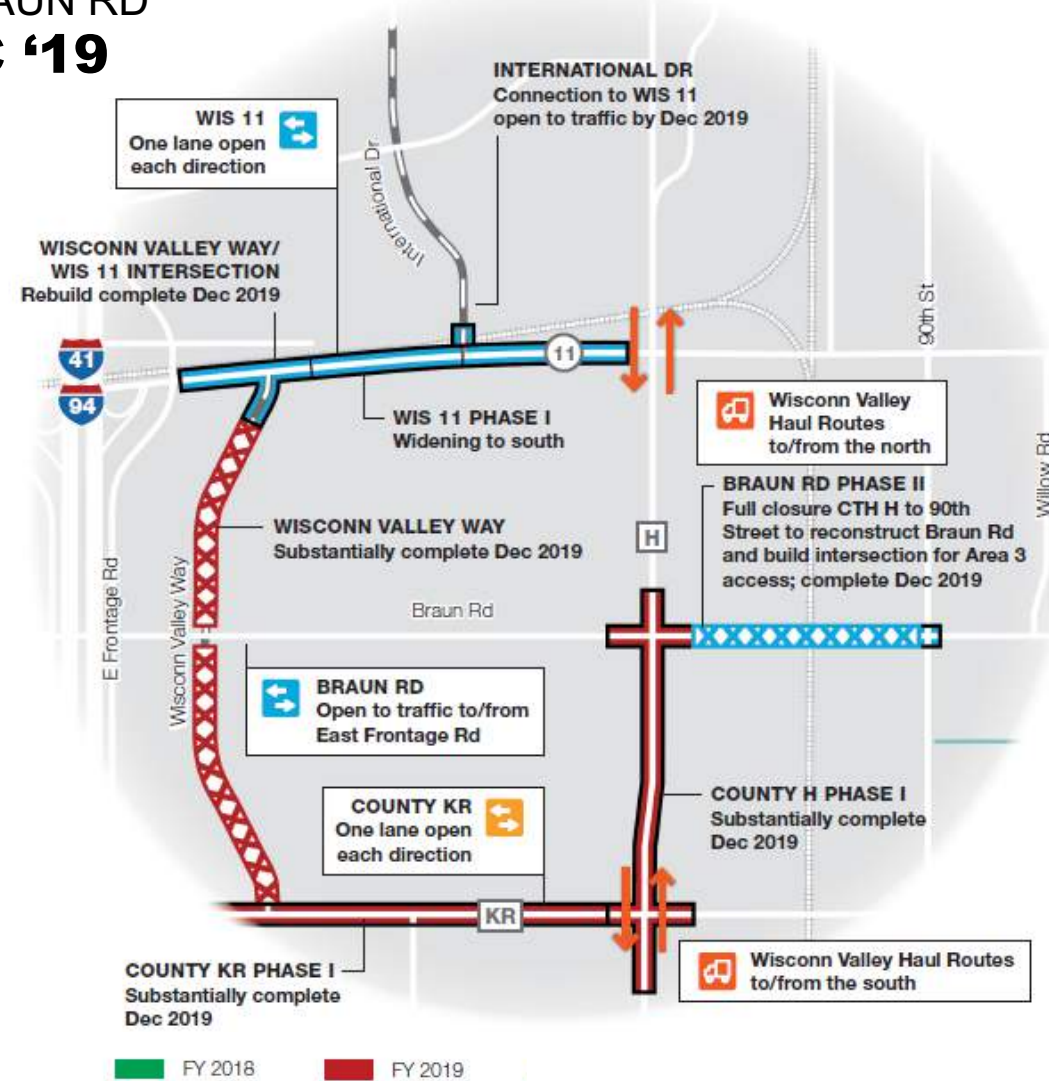 ‘19
INTERNATIONAL DR
Connection to WIS 11
open to traffic by Dec 2019
WIS 11
One lane open
each direction
International Dr
WISCONN VALLEY WAY/
WIS 11 INTERSECTION
Rebuild complete Dec 2019
90th St
41
94
11
WIS 11 PHASE I
Widening to south
Wisconn Valley
Haul Routes
to/from the north
Willow Rd
BRAUN RD PHASE II
Full closure CTH H to 90th
Street to reconstruct Braun Rd
and build intersection for Area 3
access; complete Dec 2019
WISCONN VALLEY WAY
Substantially complete Dec 2019
H
E Frontage Rd
Wisconn Valley Way
Braun Rd
BRAUN RD
Open to traffic to/from
East Frontage Rd
COUNTY KR
One lane open
each direction
COUNTY H PHASE I
Substantially complete
Dec 2019
KR
COUNTY KR PHASE I
Substantially complete
Dec 2019
Wisconn Valley Haul Routes
to/from the south
FY 2018
FY 2019